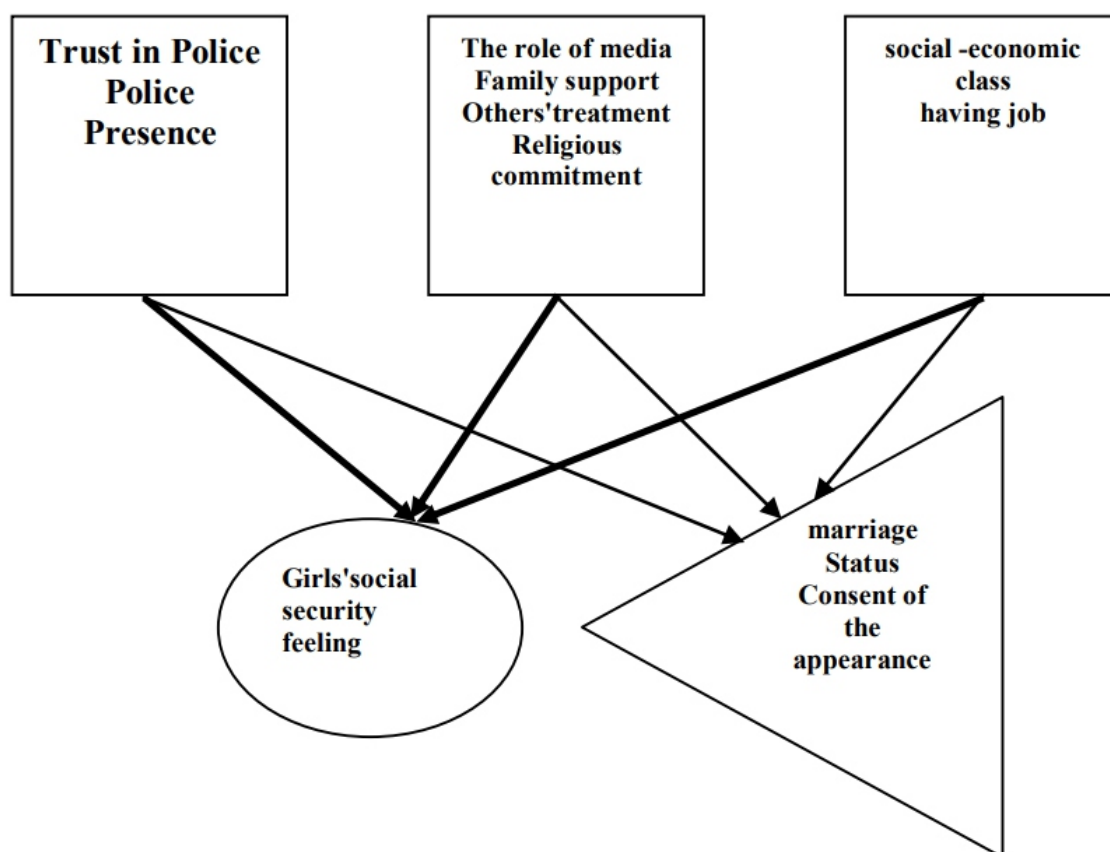 Trust in Police
Police
Presence
The role of media
Family support
Others'treatment
Religious
commitment
social -economic
class
having job
Girls'social
security
feeling
marriage
Status
Consent of
the
appearance